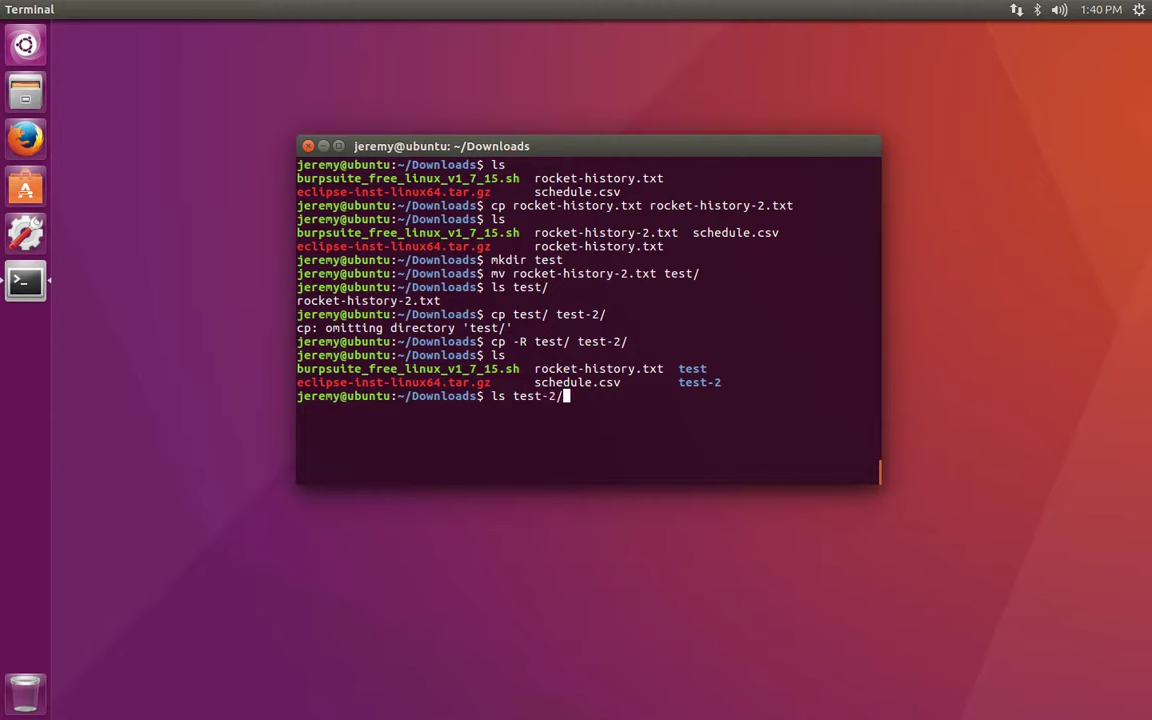 Terminal
1:40 PM
jeremy@ubuntu: ~/Downloads
jeremy@ubuntu:~/Downloads$ ls
burpsuite_free_linux_v1_7_15.sh  rocket-history.txt
eclipse-inst-linux64.tar.gz      schedule.csv
jeremy@ubuntu:~/Downloads$ cp rocket-history.txt rocket-history-2.txt
jeremy@ubuntu:~/Downloads$ ls
burpsuite_free_linux_v1_7_15.sh  rocket-history-2.txt  schedule.csv
eclipse-inst-linux64.tar.gz      rocket-history.txt
jeremy@ubuntu:~/Downloads$ mkdir test
jeremy@ubuntu:~/Downloads$ mv rocket-history-2.txt test/
jeremy@ubuntu:~/Downloads$ ls test/
rocket-history-2.txt
jeremy@ubuntu:~/Downloads$ cp test/ test-2/
cp: omitting directory 'test/'
jeremy@ubuntu:~/Downloads$ cp -R test/ test-2/
jeremy@ubuntu:~/Downloads$ ls
burpsuite_free_linux_v1_7_15.sh  rocket-history.txt  test
eclipse-inst-linux64.tar.gz      schedule.csv        test-2
jeremy@ubuntu:~/Downloads$ ls test-2/